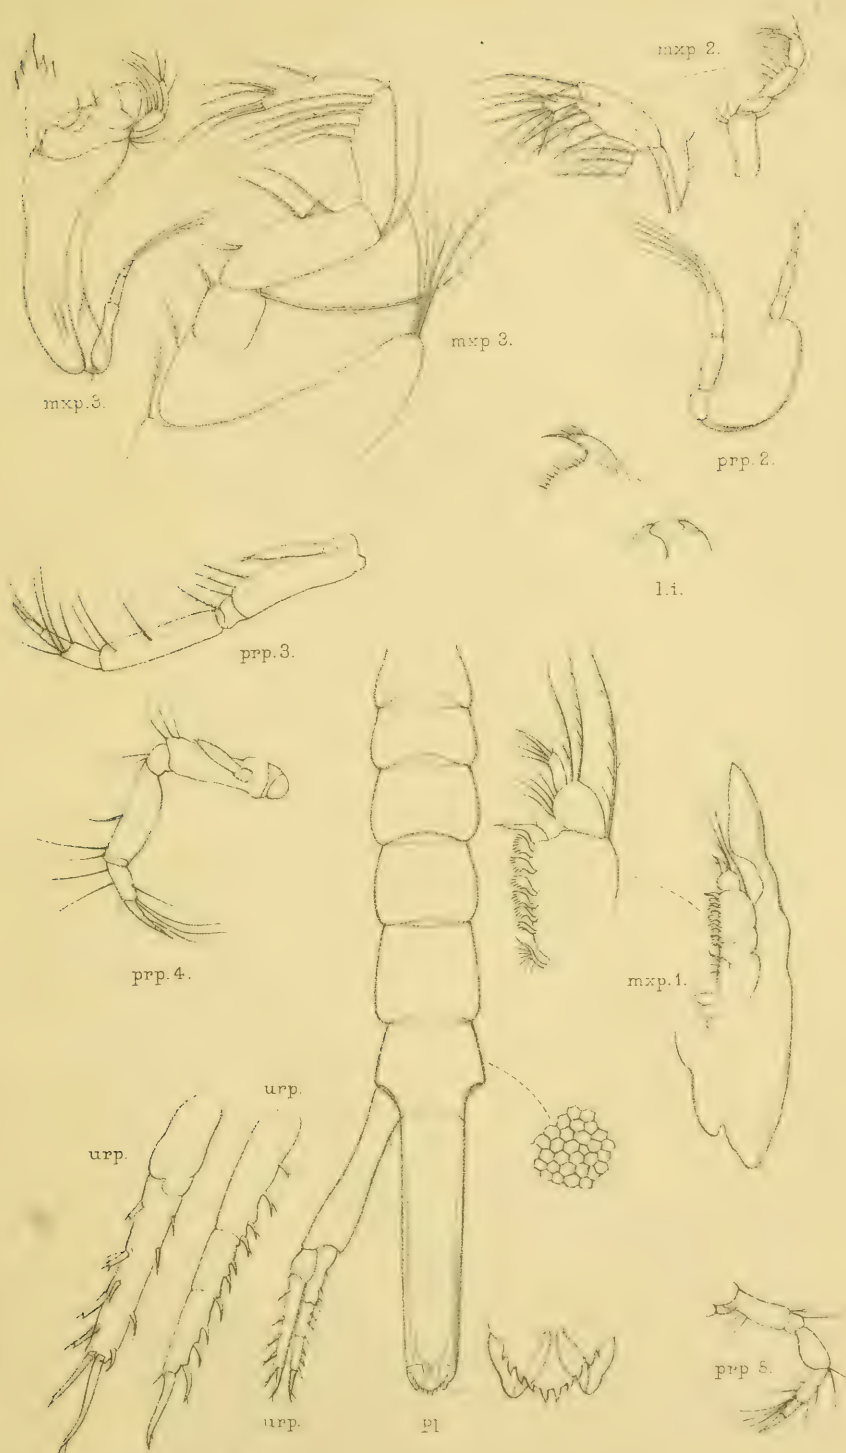 mxp 2.
mxp 3.
mxp.3.
prp.2.
l.i.
prp.3.
prp.4.
mxp.1.
urp.
urp.
prp 5.
urp.
Pl